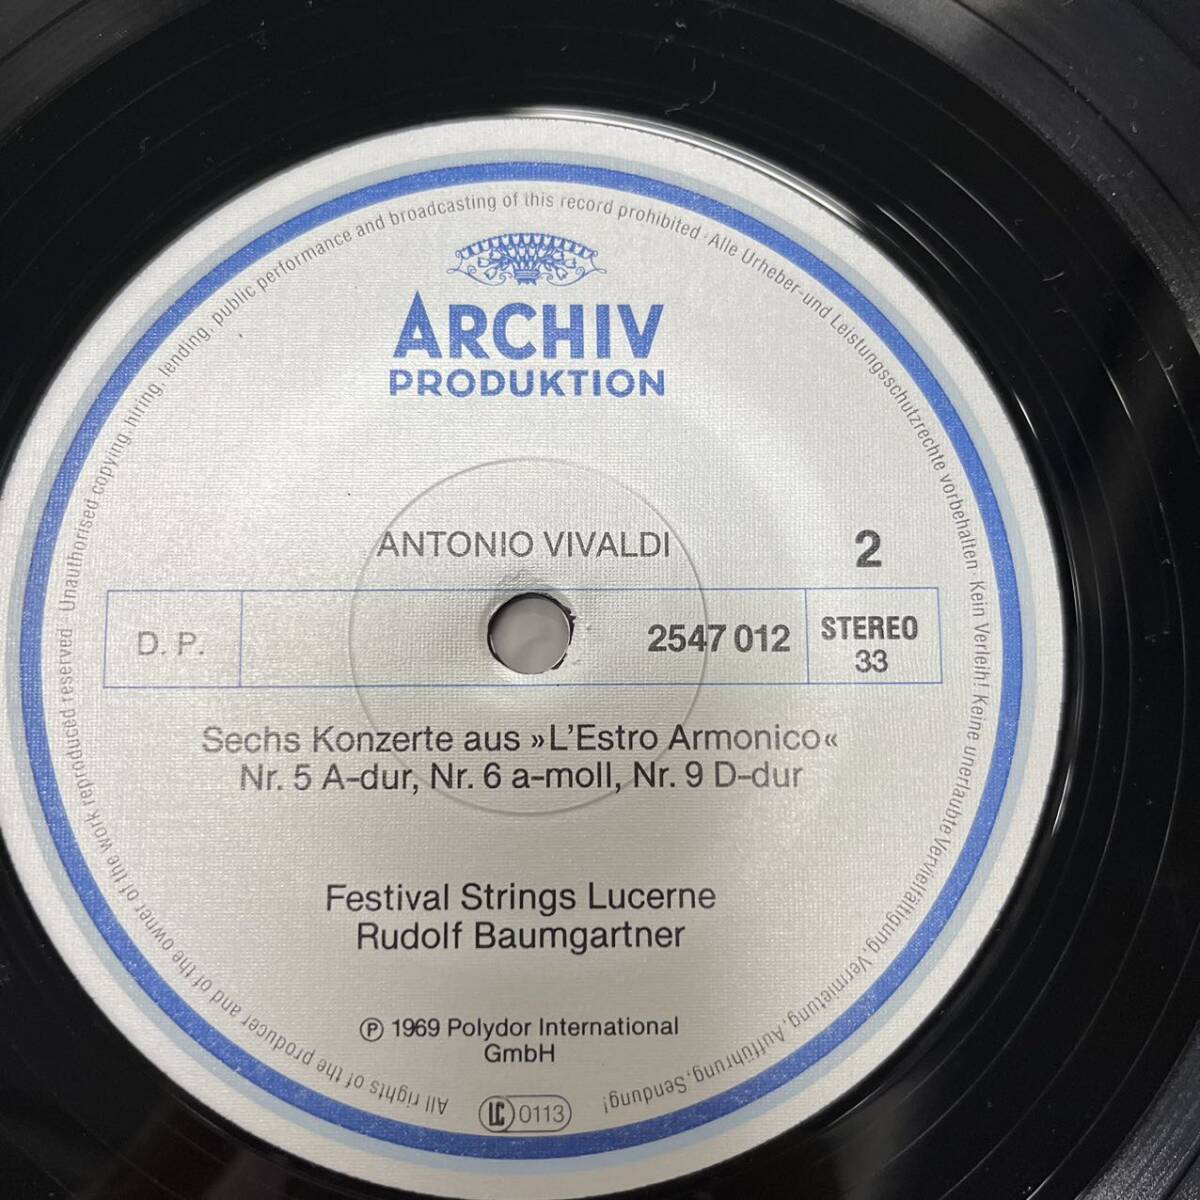 ARCHIV
PRODUKTION
ANTONIO VIVALDI
2
D. P.
2547 012
STEREO
33
Sechs Konzerte aus »L'Estro Armonico«
Nr. 5 A-dur, Nr. 6 a-moll, Nr. 9 D-dur
Festival Strings Lucerne
Rudolf Baumgartner
℗ 1969 Polydor International
GmbH
LC 0113
All rights of the producer and of the owner of the work reproduced reserved · Unauthorised copying, hiring, lending, public performance and broadcasting of this record prohibited · Alle Urheber- und Leistungsschutzrechte vorbehalten · Kein Verleih! Keine unerlaubte Vervielfältigung, Vermietung, Aufführung, Sendung!